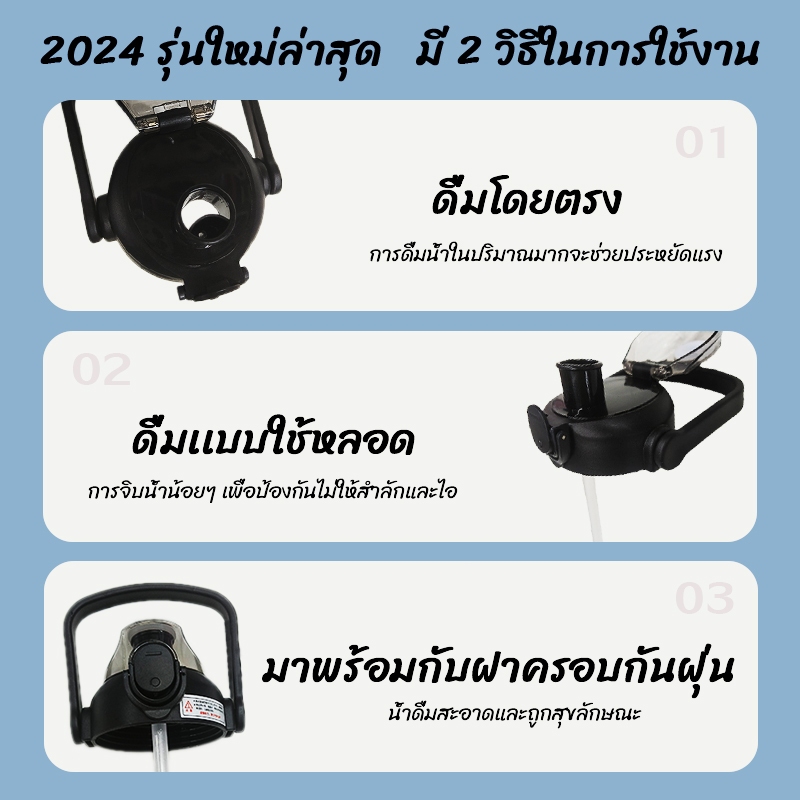 2024 รุ่นใหม่ล่าสุด มี 2 วิธีในการใช้งาน
01
ดื่มโดยตรง
การดื่มน้ำในปริมาณมากจะช่วยประหยัดแรง
02
ดื่มแบบใช้หลอด
การจิบน้ำน้อยๆ เพื่อป้องกันไม่ให้สำลักและไอ
03
มาพร้อมกับฝาครอบกันฝุ่น
น้ำดื่มสะอาดและถูกสุขลักษณะ